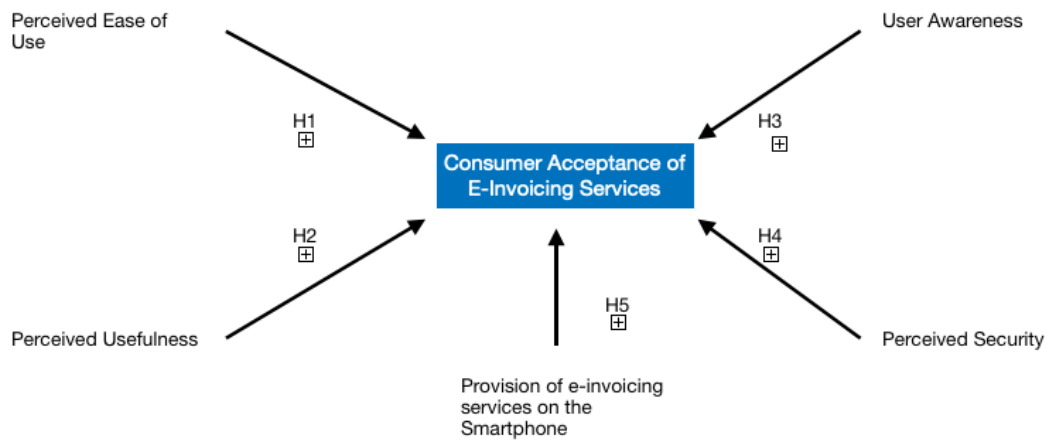 Perceived Ease of
Use
User Awareness
H1
H3
Consumer Acceptance of
E-Invoicing Services
H2
H4
H5
Perceived Usefulness
Perceived Security
Provision of e-invoicing
services on the
Smartphone